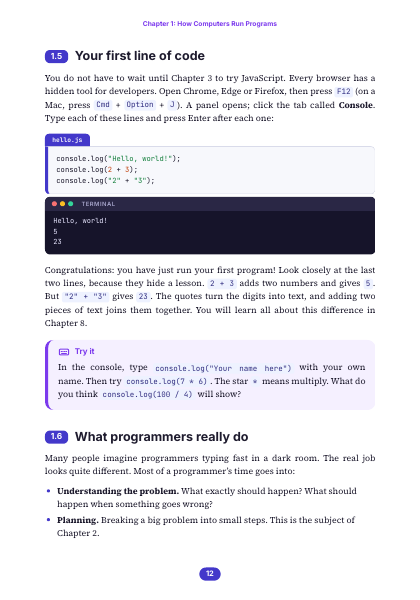 Chapter 1: How Computers Run Programs
1.5 Your first line of code
You do not have to wait until Chapter 3 to try JavaScript. Every browser has a
hidden tool for developers. Open Chrome, Edge or Firefox, then press F12 (on a
Mac, press Cmd + Option + J). A panel opens; click the tab called Console.
Type each of these lines and press Enter after each one:
hello.js
console.log("Hello, world!");
console.log(2 + 3);
console.log("2" + "3");
TERMINAL
Hello, world!
5
23
Congratulations: you have just run your first program! Look closely at the last
two lines, because they hide a lesson. 2 + 3 adds two numbers and gives 5.
But "2" + "3" gives 23. The quotes turn the digits into text, and adding two
pieces of text joins them together. You will learn all about this difference in
Chapter 8.
Try it
In the console, type console.log("Your name here") with your own
name. Then try console.log(7 * 6). The star * means multiply. What do
you think console.log(100 / 4) will show?
1.6 What programmers really do
Many people imagine programmers typing fast in a dark room. The real job
looks quite different. Most of a programmer's time goes into:
• Understanding the problem. What exactly should happen? What should
happen when something goes wrong?
• Planning. Breaking a big problem into small steps. This is the subject of
Chapter 2.
12